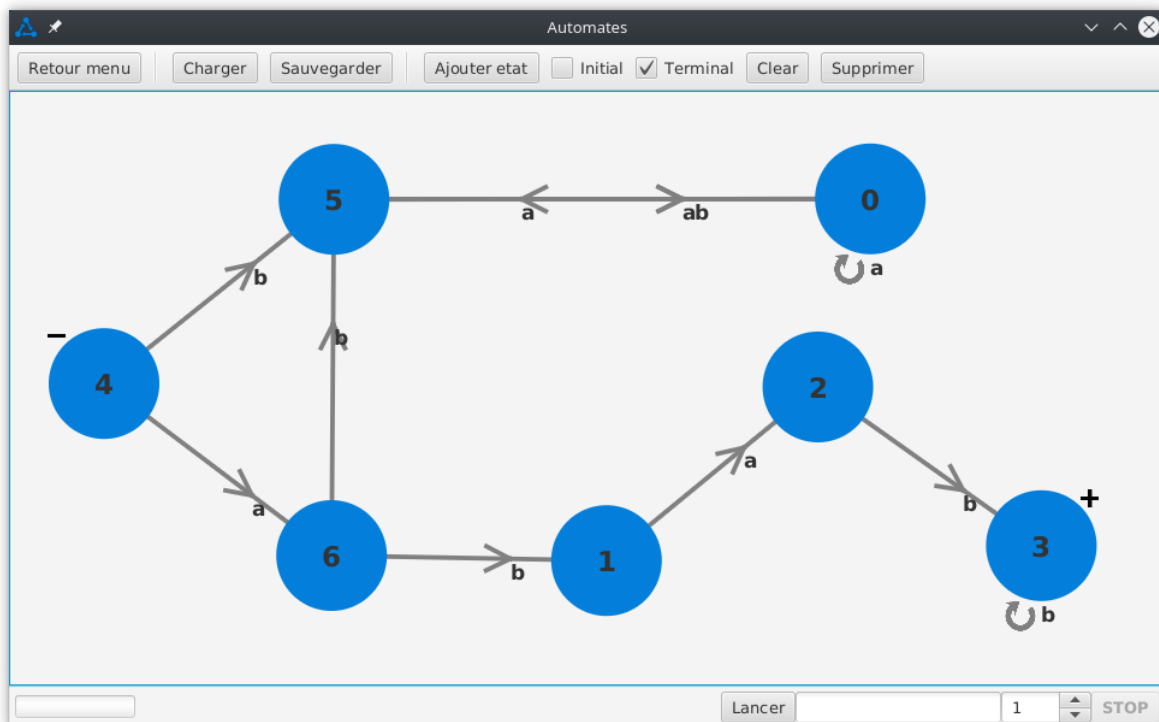 Automates
Retour menu Charger Sauvegarder Ajouter etat Initial Terminal Clear Supprimer
5 a ab 0
a
b
b
− 4
2
a
a
b +
3
6 b 1
b
Lancer 1 STOP